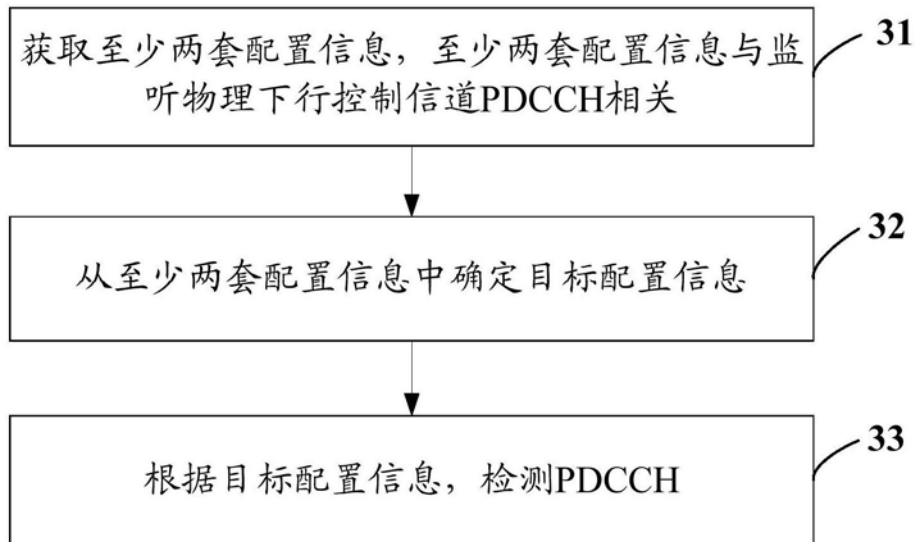 获取至少两套配置信息，至少两套配置信息与监
听物理下行控制信道PDCCH相关
31
从至少两套配置信息中确定目标配置信息
32
根据目标配置信息，检测PDCCH
33